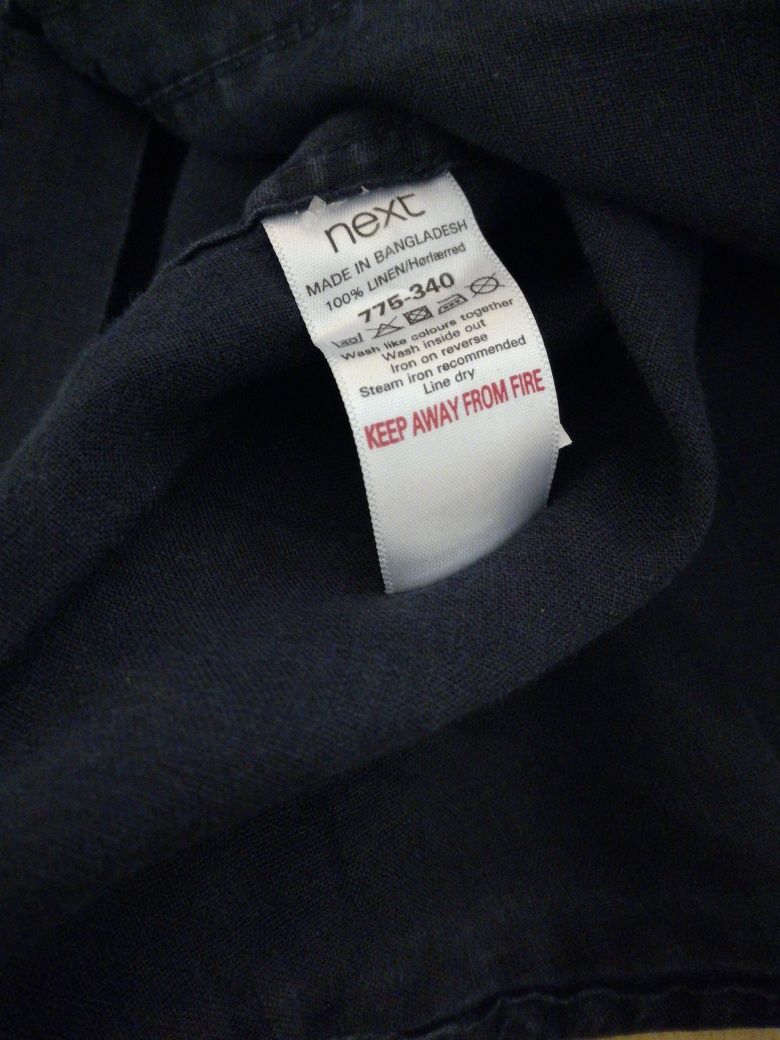 next
MADE IN BANGLADESH
100% LINEN/Hørlærred
775-340
Wash like colours together
Wash inside out
Iron on reverse
Steam iron recommended
Line dry
KEEP AWAY FROM FIRE